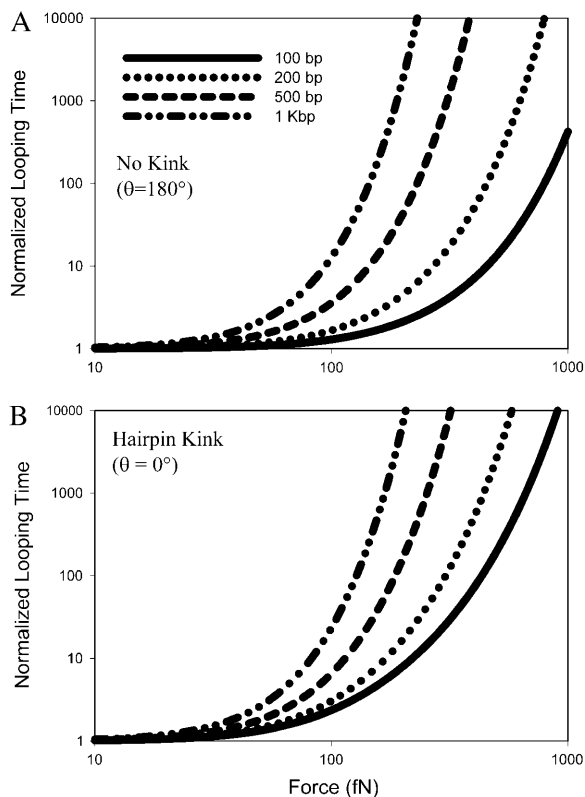 A
10000
1000
100
10
1
Normalized Looping Time
100 bp
200 bp
500 bp
1 Kbp
No Kink
(θ=180°)
10
100
1000
B
10000
1000
100
10
1
Normalized Looping Time
Hairpin Kink
(θ = 0°)
10
100
1000
Force (fN)